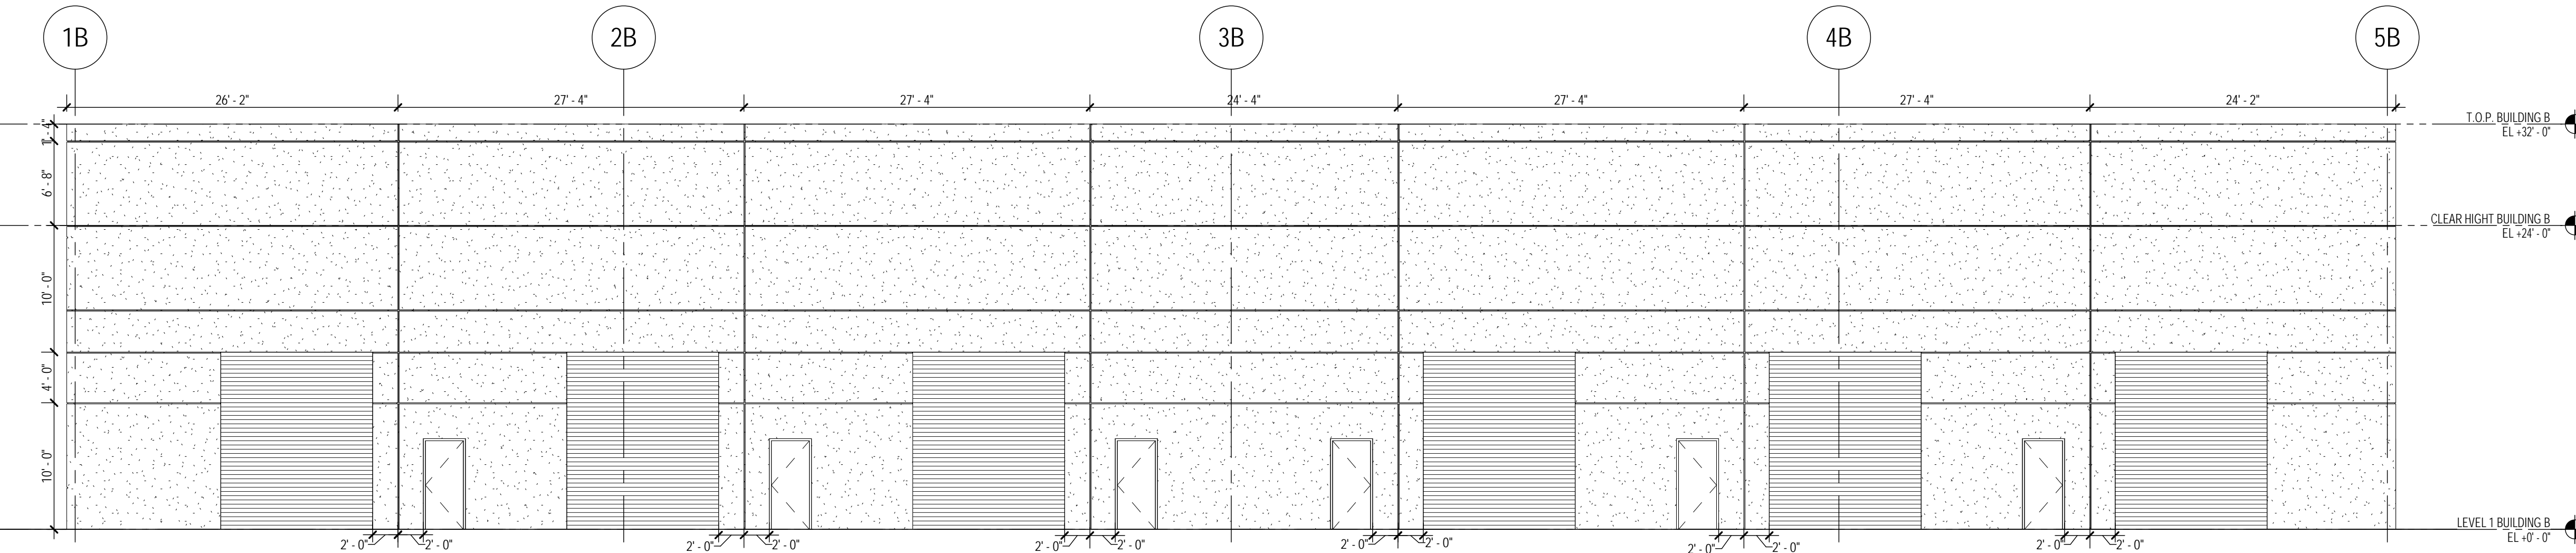 1B 2B 3B 4B 5B
26' - 2" 27' - 4" 27' - 4" 24' - 4" 27' - 4" 27' - 4" 24' - 2"
T.O.P. BUILDING B
EL +32' - 0"
1' - 4"
6' - 8"
CLEAR HIGHT BUILDING B
EL +24' - 0"
10' - 0"
4' - 0"
10' - 0"
LEVEL 1 BUILDING B
EL +0' - 0"
2' - 0" 2' - 0" 2' - 0" 2' - 0" 2' - 0" 2' - 0" 2' - 0" 2' - 0" 2' - 0" 2' - 0" 2' - 0" 2' - 0"